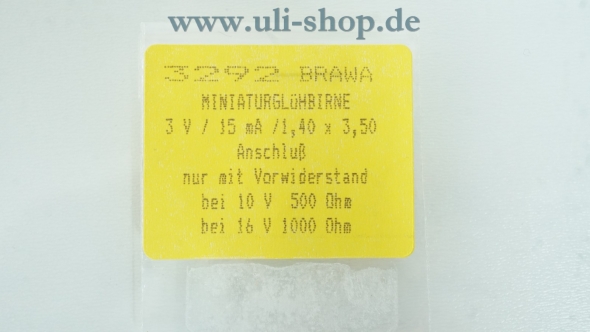 www.uli-shop.de
3292 BRAWA
MINIATURGLüHBIRNE
3 V / 15 mA /1,40 x 3,50
Anschluß
nur mit Vorwiderstand
bei 10 V 500 Ohm
bei 16 V 1000 Ohm